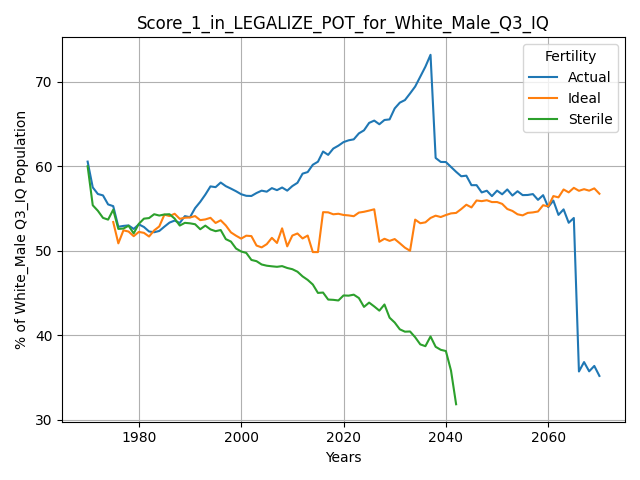 Score_1_in_LEGALIZE_POT_for_White_Male_Q3_IQ
Fertility
Actual
Ideal
Sterile
% of White_Male Q3_IQ Population
70
60
50
40
30
1980
2000
2020
2040
2060
Years